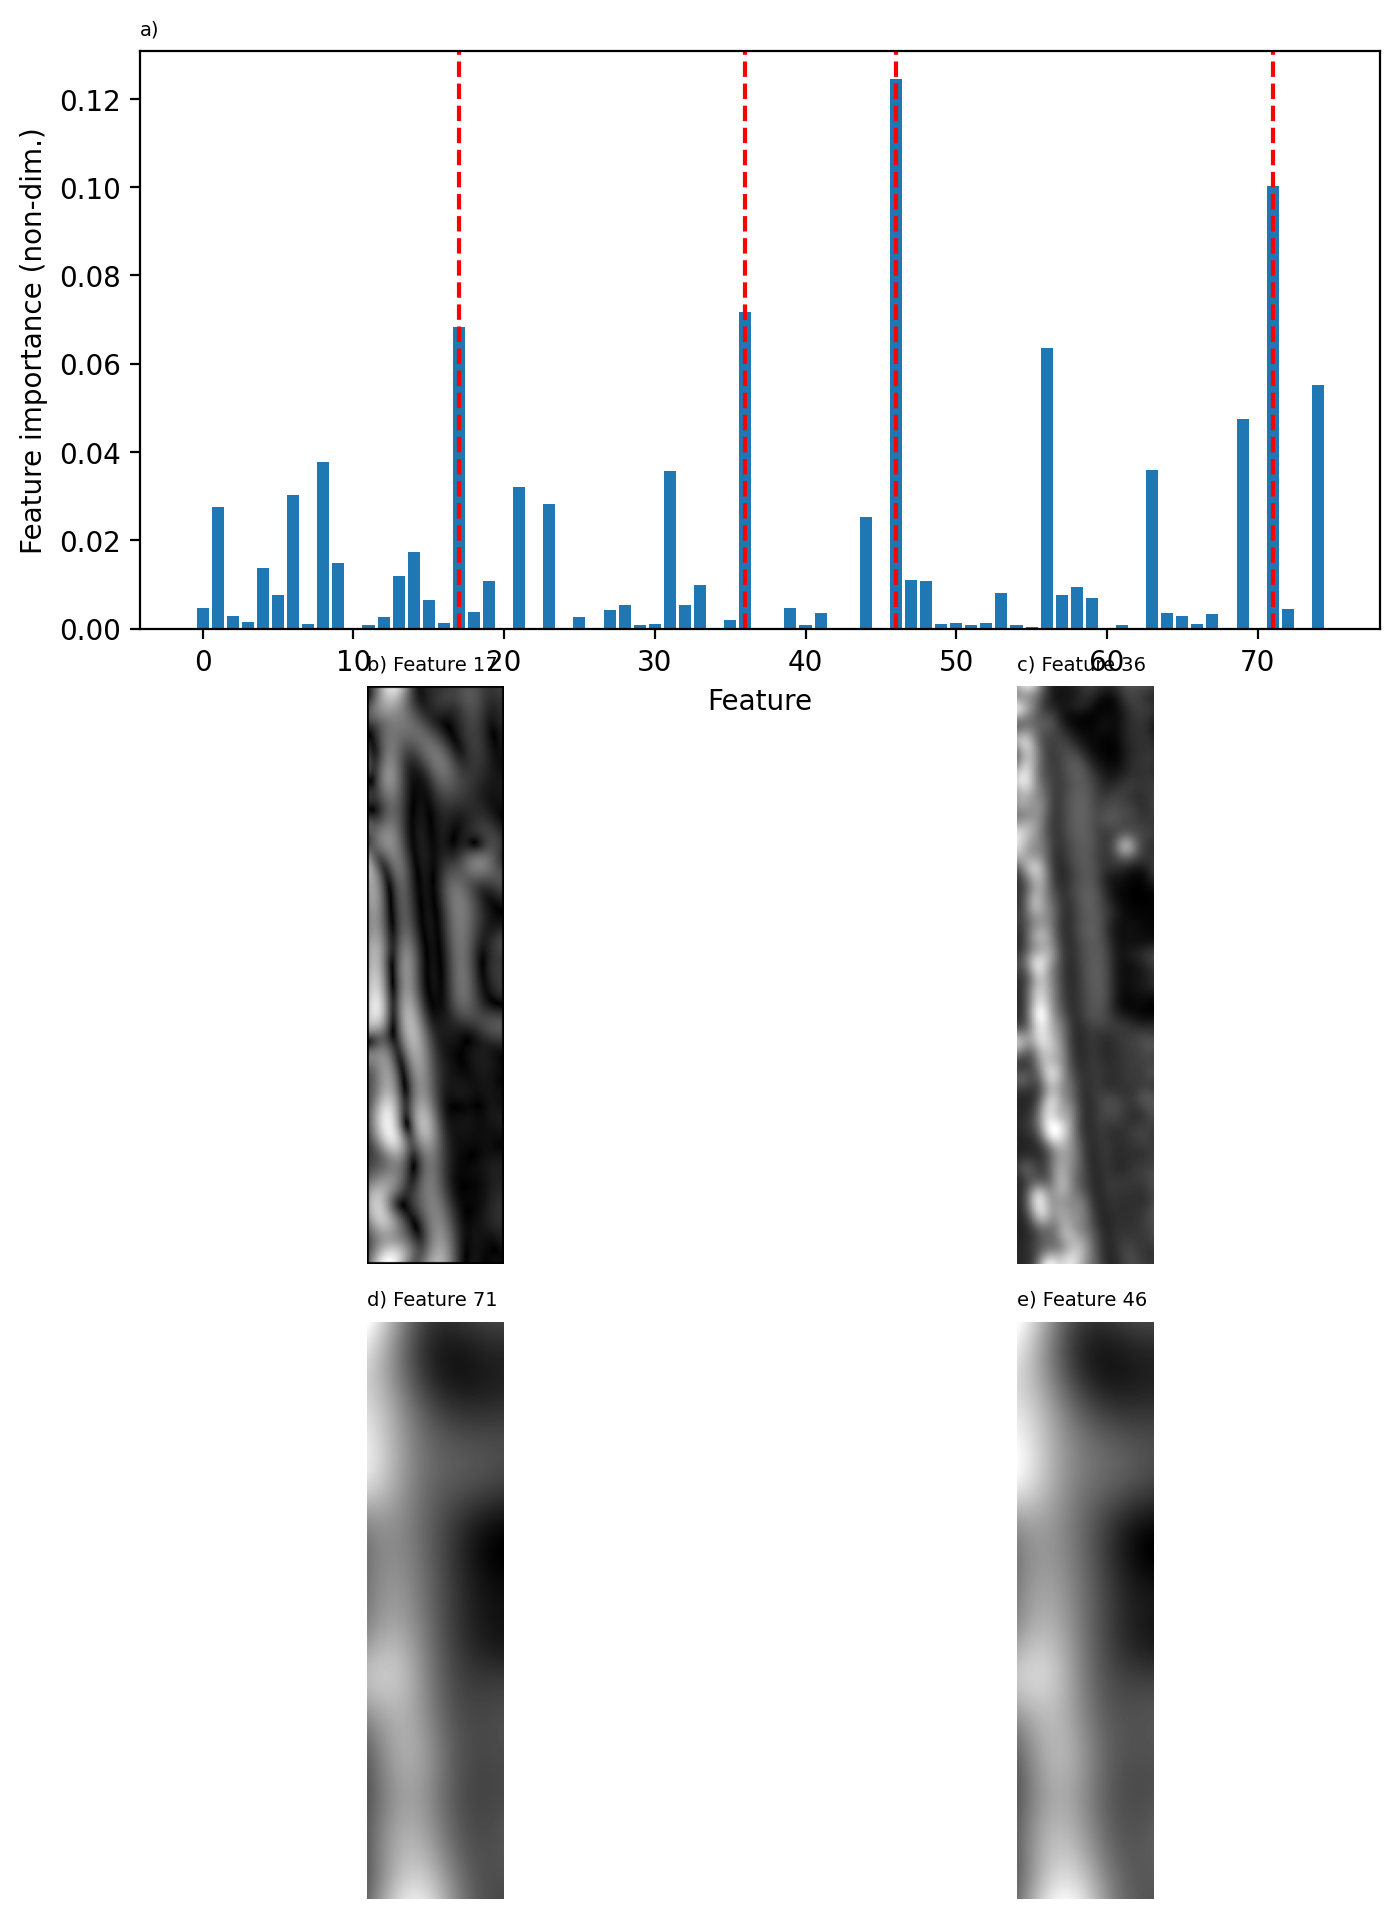 a)
Feature importance (non-dim.)
0.12
0.10
0.08
0.06
0.04
0.02
0.00
0 10 20 30 40 50 60 70
Feature
b) Feature 17
c) Feature 36
d) Feature 71
e) Feature 46